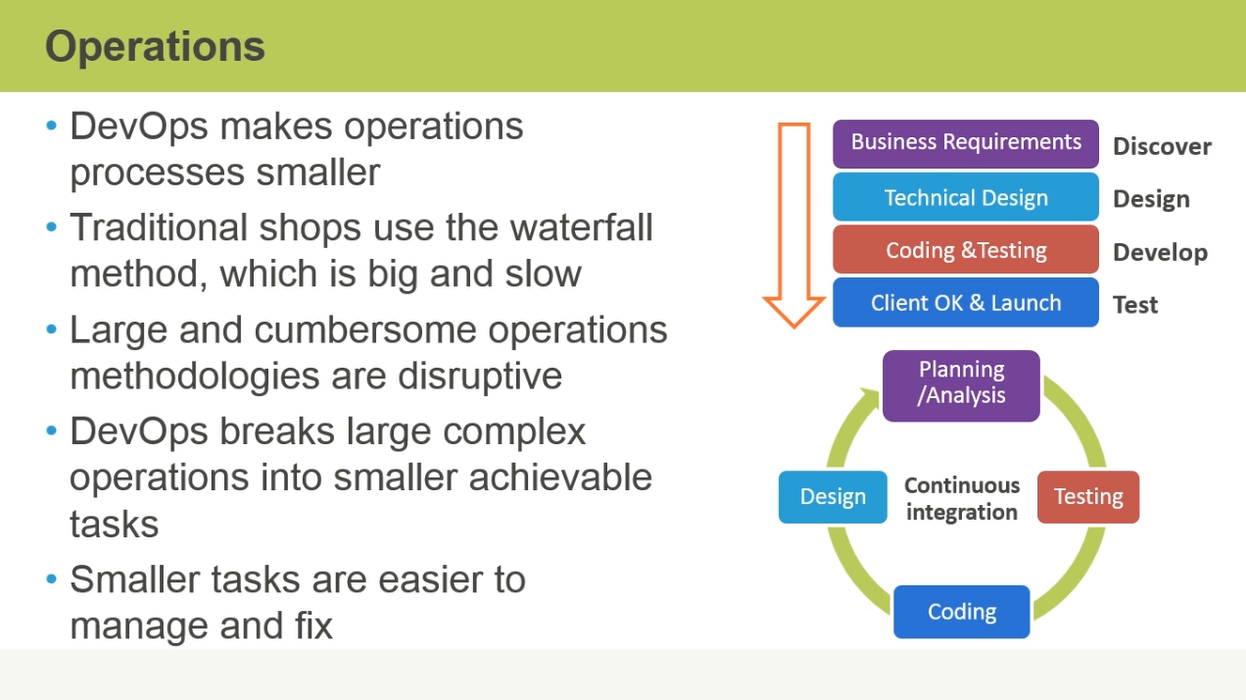 Operations
• DevOps makes operations
processes smaller
• Traditional shops use the waterfall
method, which is big and slow
• Large and cumbersome operations
methodologies are disruptive
• DevOps breaks large complex
operations into smaller achievable
tasks
• Smaller tasks are easier to
manage and fix
Business Requirements Discover
Technical Design Design
Coding &Testing Develop
Client OK & Launch Test
Planning
/Analysis
Design
Continuous
integration
Testing
Coding